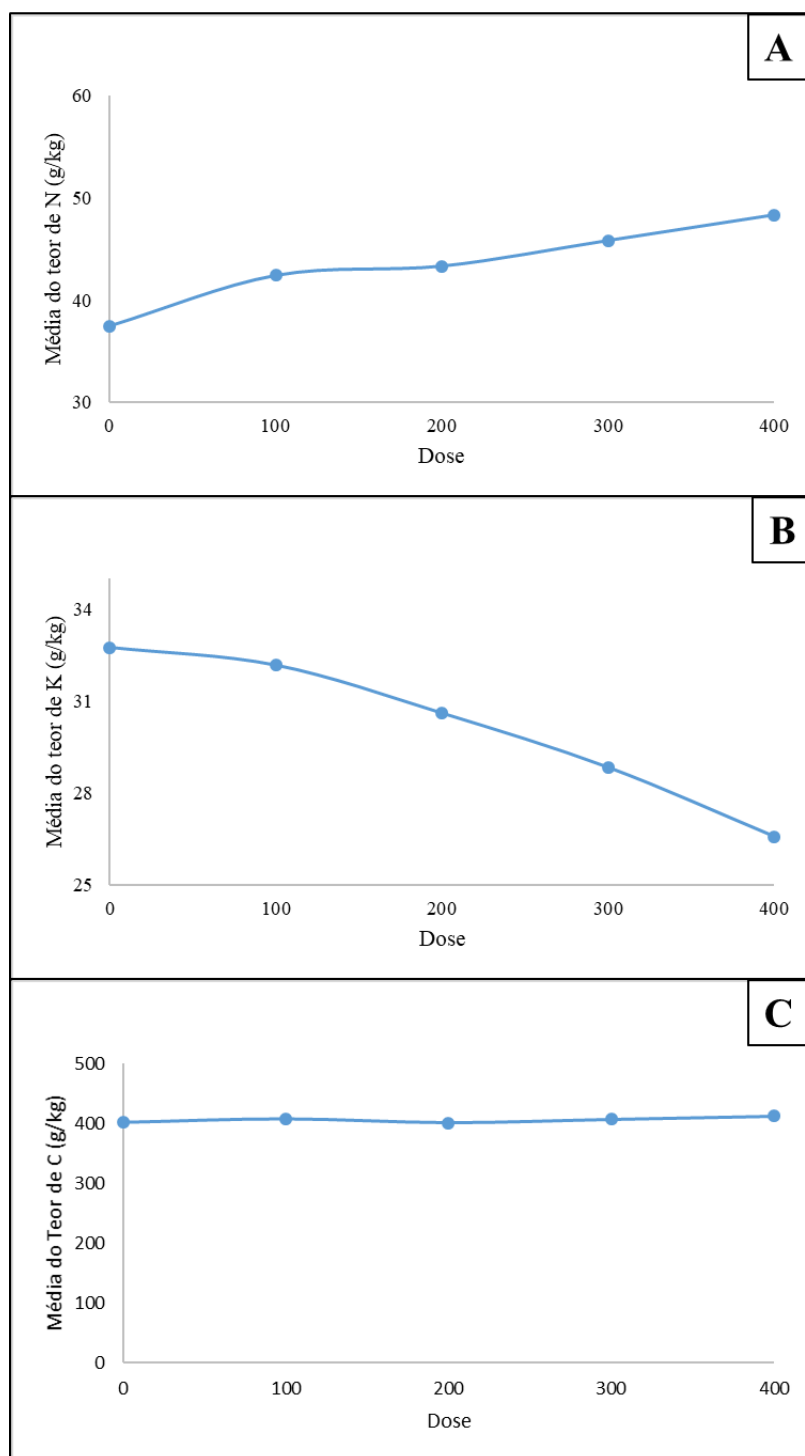 A
Média do teor de N (g/kg)
60
50
40
30
0 100 200 300 400
Dose
B
Média do teor de K (g/kg)
34
31
28
25
0 100 200 300 400
Dose
C
Média do Teor de C (g/kg)
500
400
300
200
100
0
0 100 200 300 400
Dose